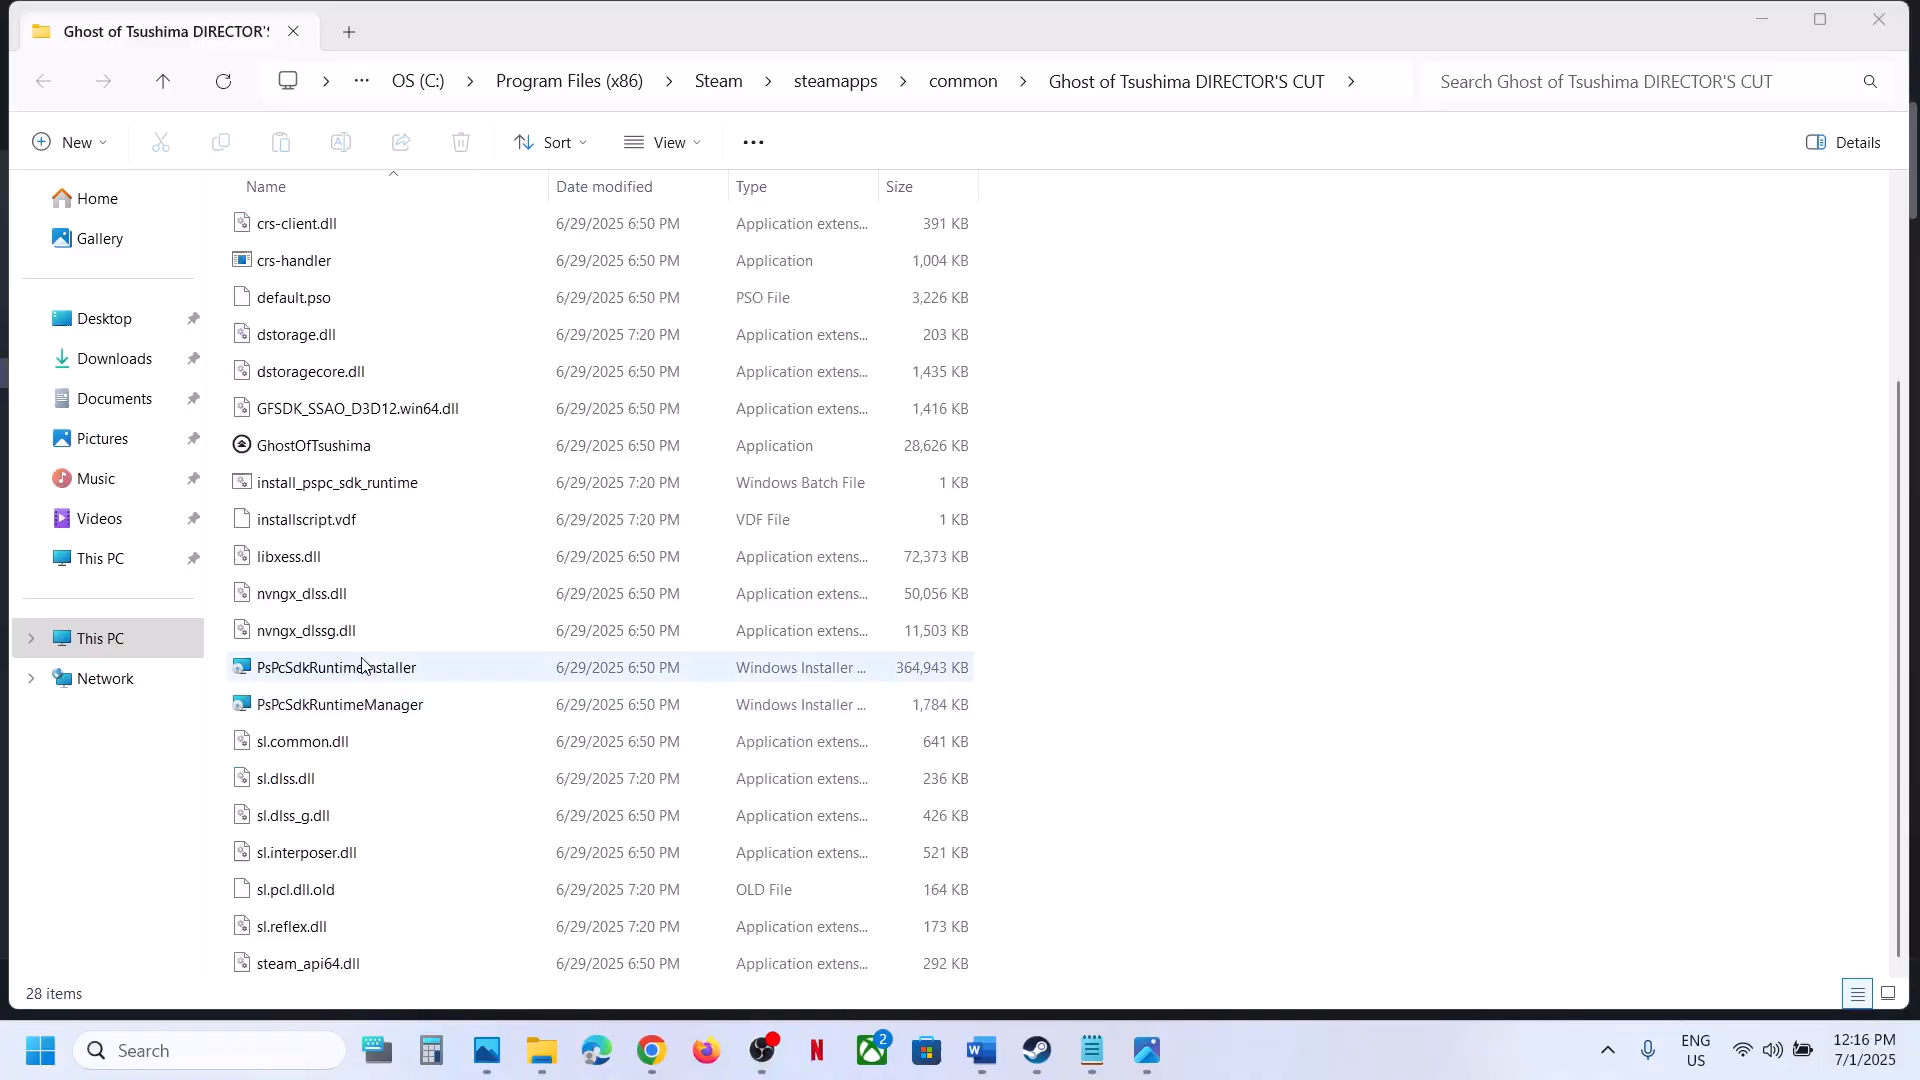 Ghost of Tsushima DIRECTOR'S
OS (C:) Program Files (x86) Steam steamapps common Ghost of Tsushima DIRECTOR'S CUT Search Ghost of Tsushima DIRECTOR'S CUT
New Sort View Details
Name Date modified Type Size
Home
Gallery
Desktop
Downloads
Documents
Pictures
Music
Videos
This PC
This PC
Network
crs-client.dll 6/29/2025 6:50 PM Application extens... 391 KB
crs-handler 6/29/2025 6:50 PM Application 1,004 KB
default.pso 6/29/2025 6:50 PM PSO File 3,226 KB
dstorage.dll 6/29/2025 7:20 PM Application extens... 203 KB
dstoragecore.dll 6/29/2025 6:50 PM Application extens... 1,435 KB
GFSDK_SSAO_D3D12.win64.dll 6/29/2025 6:50 PM Application extens... 1,416 KB
GhostOfTsushima 6/29/2025 6:50 PM Application 28,626 KB
install_pspc_sdk_runtime 6/29/2025 7:20 PM Windows Batch File 1 KB
installscript.vdf 6/29/2025 7:20 PM VDF File 1 KB
libxess.dll 6/29/2025 6:50 PM Application extens... 72,373 KB
nvngx_dlss.dll 6/29/2025 6:50 PM Application extens... 50,056 KB
nvngx_dlssg.dll 6/29/2025 6:50 PM Application extens... 11,503 KB
PsPcSdkRuntimeInstaller 6/29/2025 6:50 PM Windows Installer ... 364,943 KB
PsPcSdkRuntimeManager 6/29/2025 6:50 PM Windows Installer ... 1,784 KB
sl.common.dll 6/29/2025 6:50 PM Application extens... 641 KB
sl.dlss.dll 6/29/2025 7:20 PM Application extens... 236 KB
sl.dlss_g.dll 6/29/2025 6:50 PM Application extens... 426 KB
sl.interposer.dll 6/29/2025 6:50 PM Application extens... 521 KB
sl.pcl.dll.old 6/29/2025 7:20 PM OLD File 164 KB
sl.reflex.dll 6/29/2025 7:20 PM Application extens... 173 KB
steam_api64.dll 6/29/2025 6:50 PM Application extens... 292 KB
28 items
Search 2 ENG 12:16 PM
US 7/1/2025